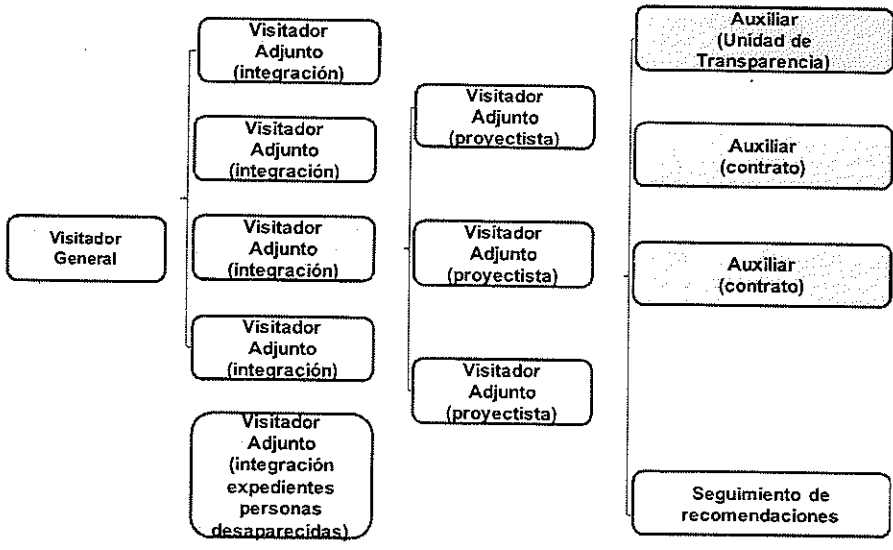 Visitador
General
Visitador
Adjunto
(integración)
Visitador
Adjunto
(integración)
Visitador
Adjunto
(integración)
Visitador
Adjunto
(integración)
Visitador
Adjunto
(integración
expedientes
personas
desaparecidas)
Visitador
Adjunto
(proyectista)
Visitador
Adjunto
(proyectista)
Visitador
Adjunto
(proyectista)
Auxiliar
(Unidad de
Transparencia)
Auxiliar
(contrato)
Auxiliar
(contrato)
Seguimiento de
recomendaciones